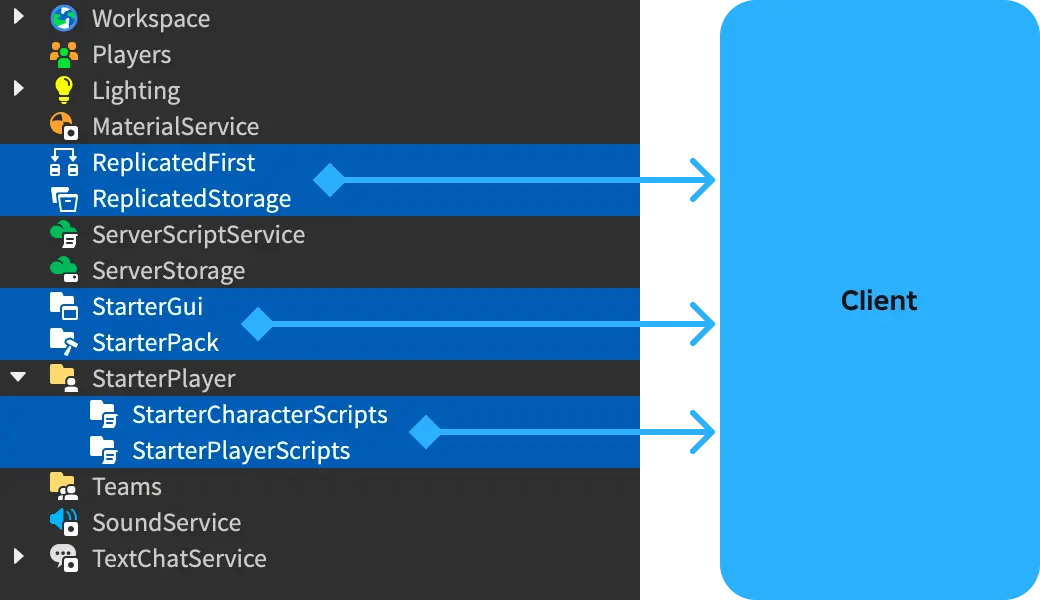 Workspace
Players
Lighting
MaterialService
ReplicatedFirst
ReplicatedStorage
ServerScriptService
ServerStorage
StarterGui
StarterPack
StarterPlayer
StarterCharacterScripts
StarterPlayerScripts
Teams
SoundService
TextChatService
Client